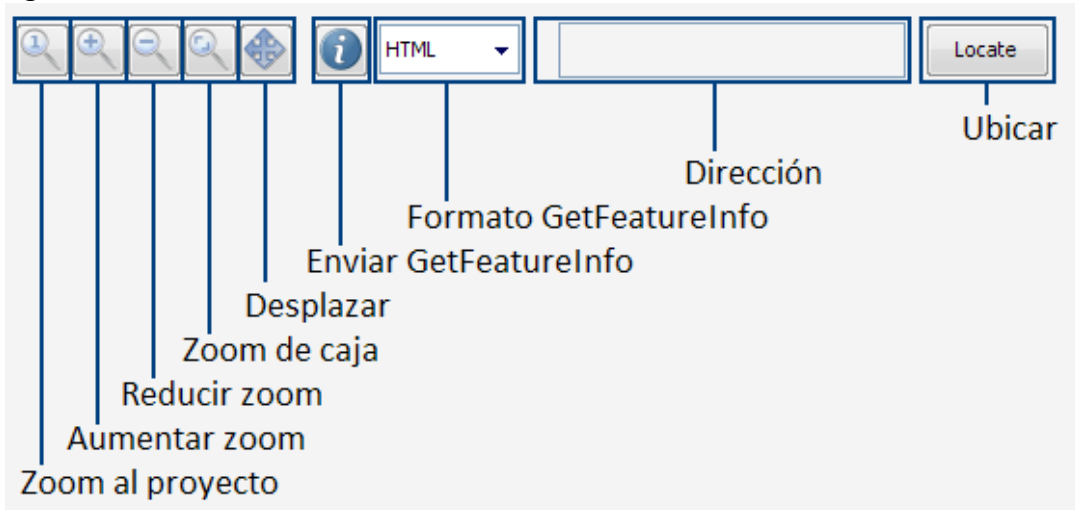 1
HTML
Locate
Ubicar
Dirección
Formato GetFeatureInfo
Enviar GetFeatureInfo
Desplazar
Zoom de caja
Reducir zoom
Aumentar zoom
Zoom al proyecto